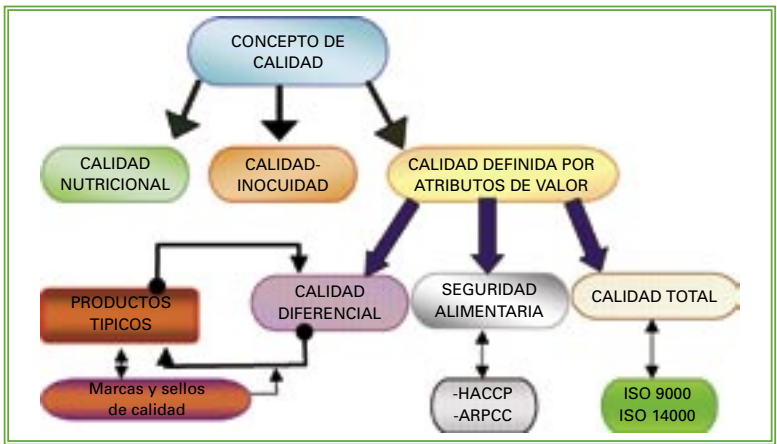 CONCEPTO DE
CALIDAD
CALIDAD
NUTRICIONAL
CALIDAD-
INOCUIDAD
CALIDAD DEFINIDA POR
ATRIBUTOS DE VALOR
PRODUCTOS
TIPICOS
CALIDAD
DIFERENCIAL
SEGURIDAD
ALIMENTARIA
CALIDAD TOTAL
Marcas y sellos
de calidad
-HACCP
-ARPCC
ISO 9000
ISO 14000